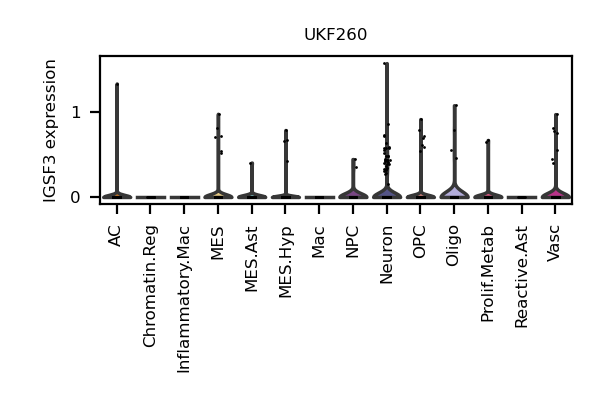 UKF260
IGSF3 expression
1
0
AC
Chromatin.Reg
Inflammatory.Mac
MES
MES.Ast
MES.Hyp
Mac
NPC
Neuron
OPC
Oligo
Prolif.Metab
Reactive.Ast
Vasc